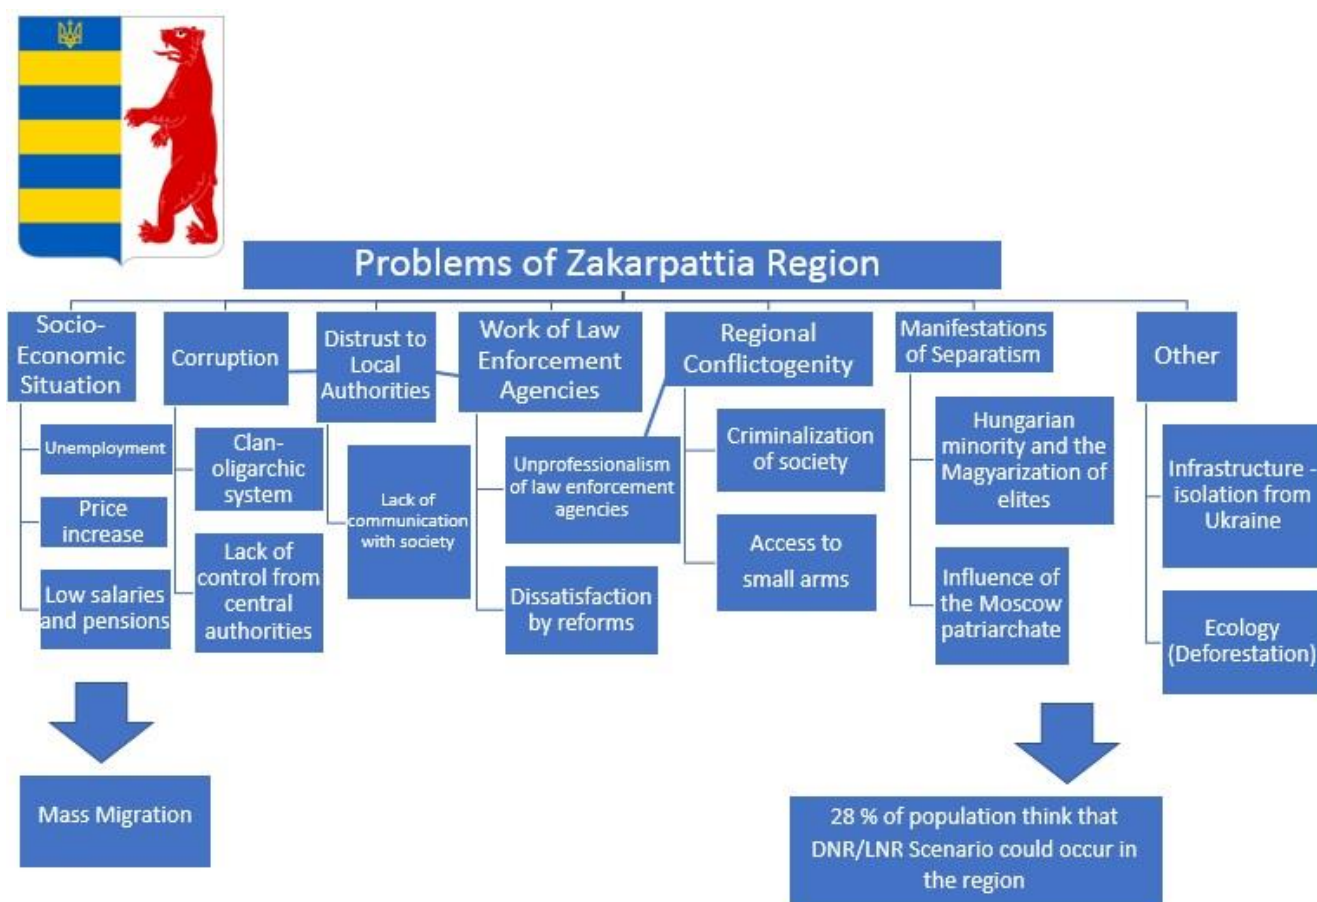 Problems of Zakarpattia Region
Socio-
Economic
Situation
Unemployment
Price
increase
Low salaries
and pensions
Mass Migration
Corruption
Clan-
oligarchic
system
Lack of
control from
central
authorities
Distrust to
Local
Authorities
Lack of
communication
with society
Work of Law
Enforcement
Agencies
Unprofessionalism
of law enforcement
agencies
Dissatisfaction
by reforms
Regional
Conflictogenity
Criminalization
of society
Access to
small arms
Manifestations
of Separatism
Hungarian
minority and the
Magyarization of
elites
Influence of
the Moscow
patriarchate
28 % of population think that
DNR/LNR Scenario could occur in
the region
Other
Infrastructure -
isolation from
Ukraine
Ecology
(Deforestation)